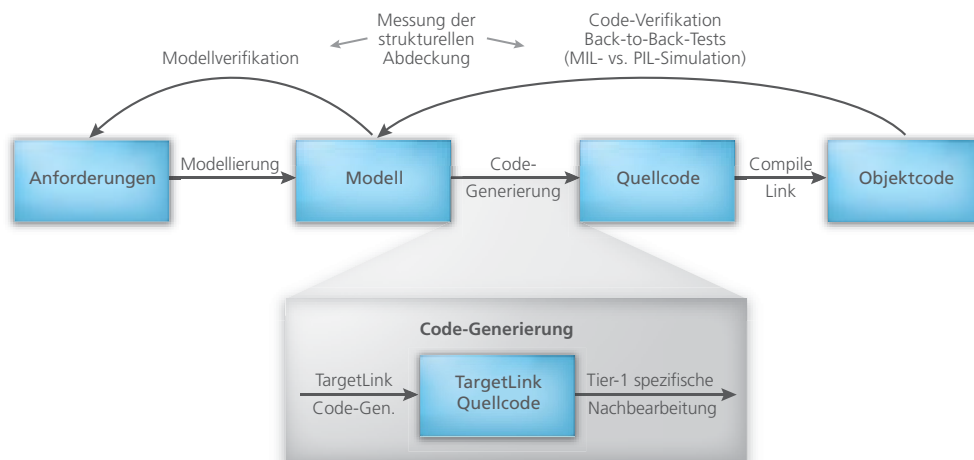 Messung der
strukturellen
Abdeckung
Code-Verifikation
Back-to-Back-Tests
(MIL- vs. PIL-Simulation)
Modellverifikation
Anforderungen
Modellierung
Modell
Code-
Generierung
Quellcode
Compile
Link
Objektcode
Code-Generierung
TargetLink
Code-Gen.
TargetLink
Quellcode
Tier-1 spezifische
Nachbearbeitung